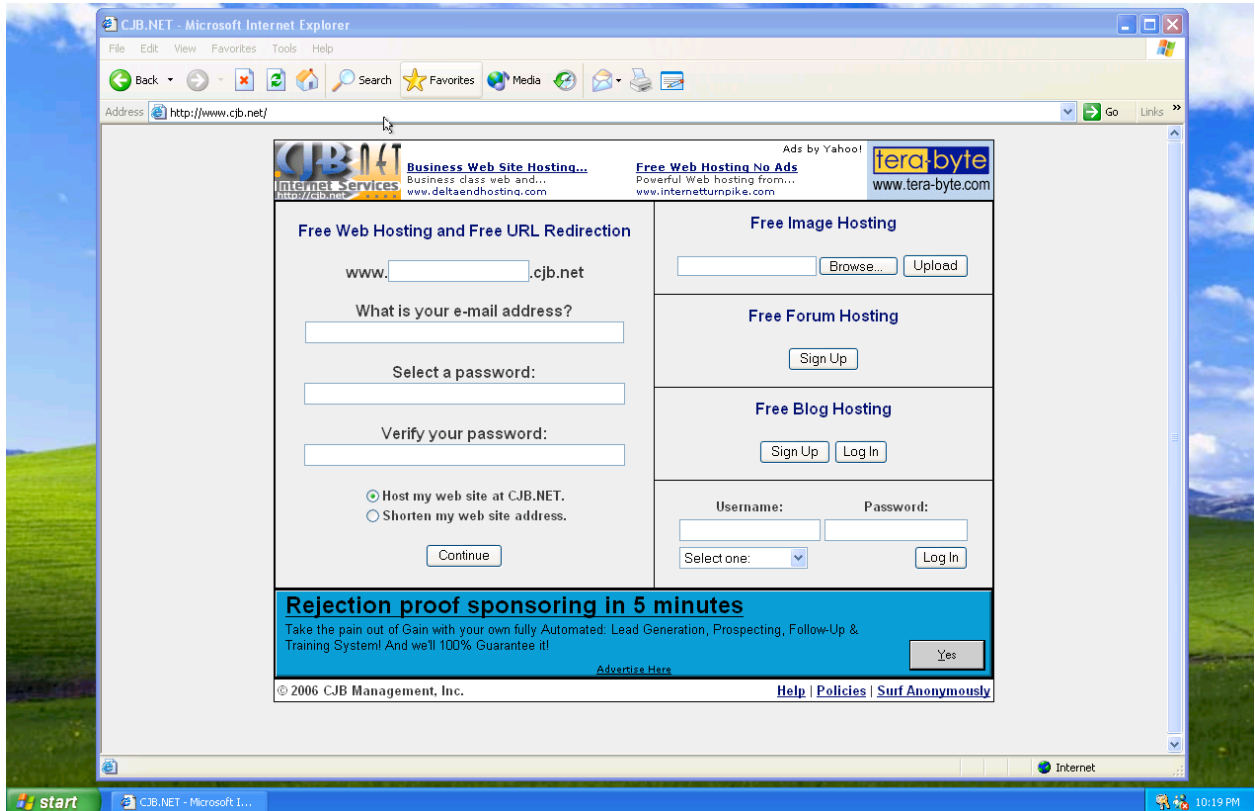 CJB.NET - Microsoft Internet Explorer
File Edit View Favorites Tools Help
Back Search Favorites Media
Address http://www.cjb.net/ Go Links »
CJB.NET
Internet Services
http://cjb.net
Ads by Yahoo!
Business Web Site Hosting...
Business class web and...
www.deltaendhosting.com
Free Web Hosting No Ads
Powerful Web hosting from...
www.internetturnpike.com
tera-byte
www.tera-byte.com
Free Web Hosting and Free URL Redirection
www. .cjb.net
What is your e-mail address?
Select a password:
Verify your password:
Host my web site at CJB.NET.
Shorten my web site address.
Continue
Free Image Hosting
Browse... Upload
Free Forum Hosting
Sign Up
Free Blog Hosting
Sign Up Log In
Username: Password:
Select one: Log In
Rejection proof sponsoring in 5 minutes
Take the pain out of Gain with your own fully Automated: Lead Generation, Prospecting, Follow-Up &
Training System! And we'll 100% Guarantee it!
Yes
Advertise Here
© 2006 CJB Management, Inc. Help | Policies | Surf Anonymously
Internet
start CJB.NET - Microsoft I... 10:19 PM